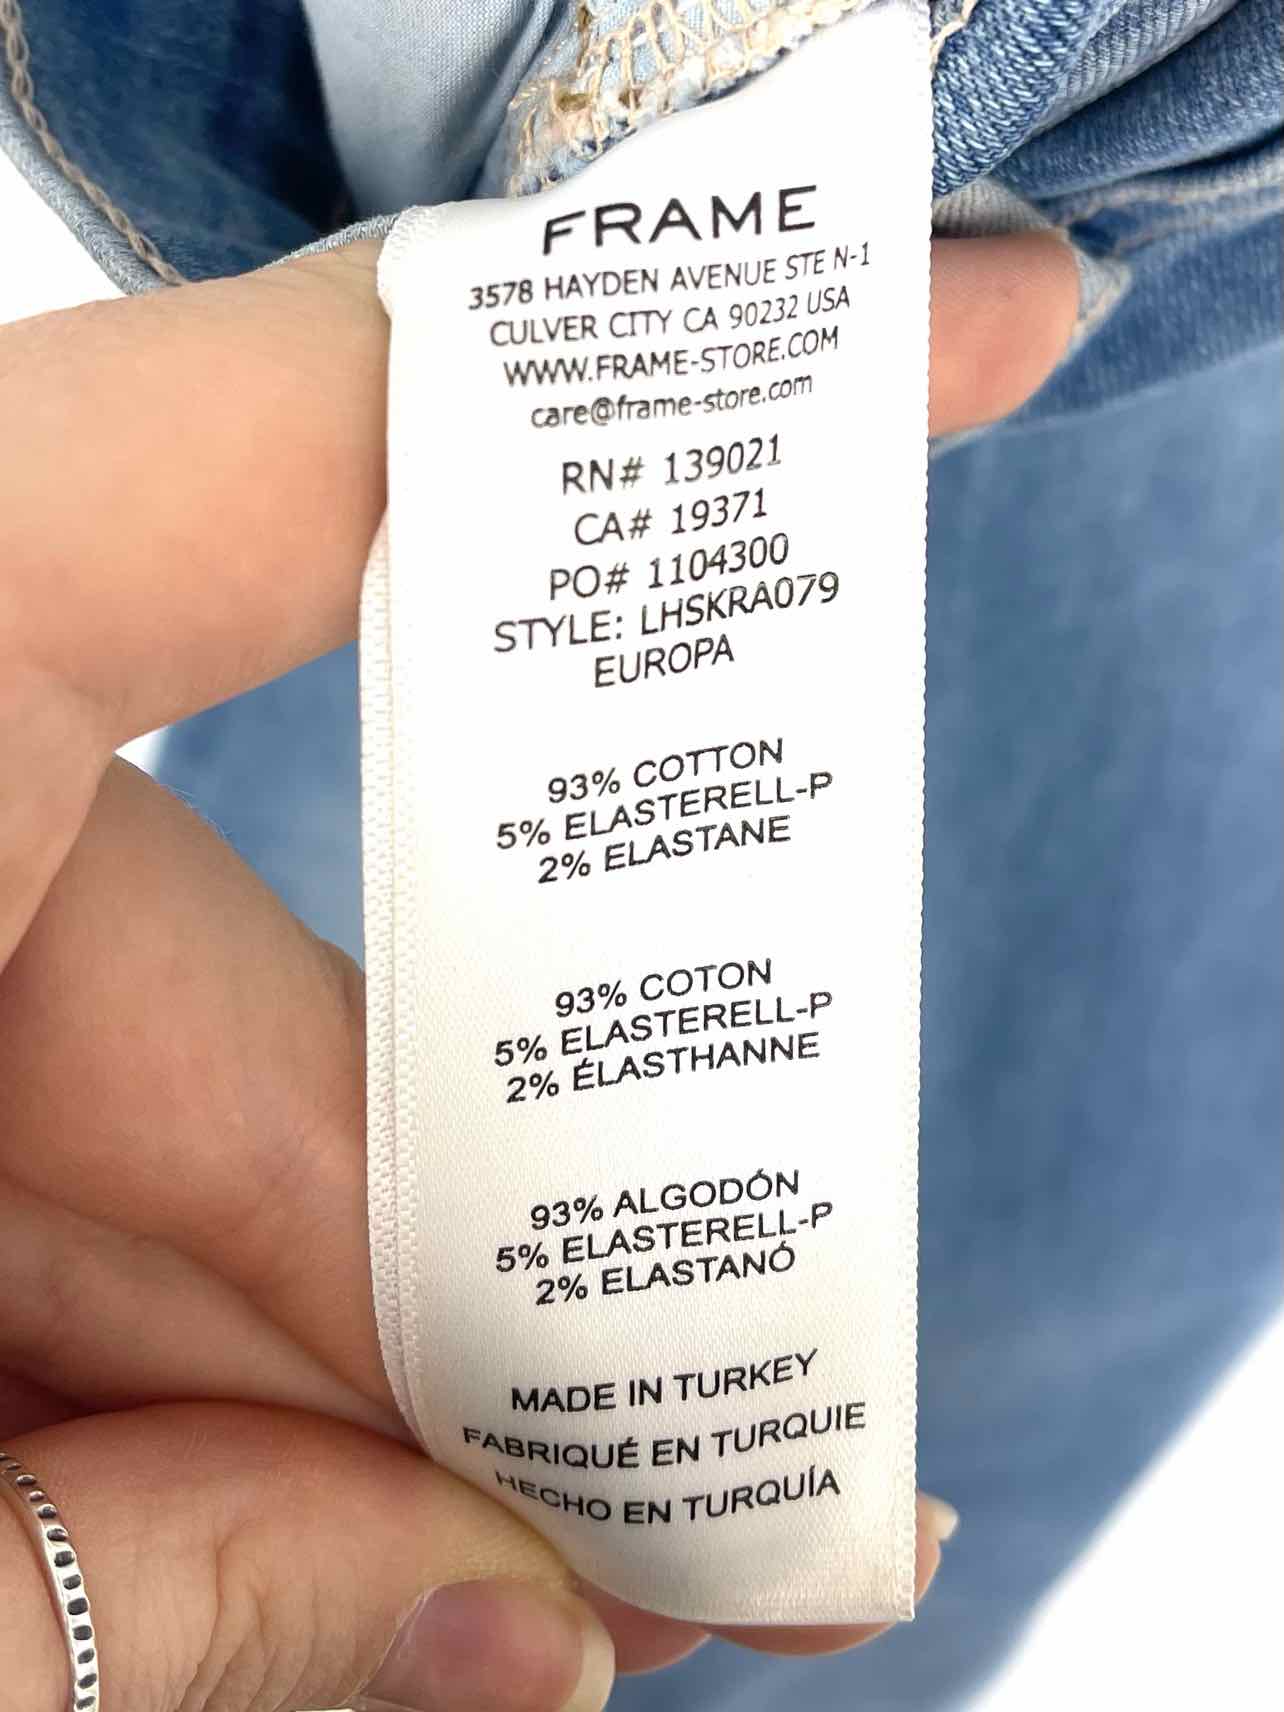 FRAME
3578 HAYDEN AVENUE STE N-1
CULVER CITY CA 90232 USA
WWW.FRAME-STORE.COM
care@frame-store.com
RN# 139021
CA# 19371
PO# 1104300
STYLE: LHSKRA079
EUROPA
93% COTTON
5% ELASTERELL-P
2% ELASTANE
93% COTON
5% ELASTERELL-P
2% ÉLASTHANNE
93% ALGODÓN
5% ELASTERELL-P
2% ELASTANÓ
MADE IN TURKEY
FABRIQUÉ EN TURQUIE
HECHO EN TURQUÍA